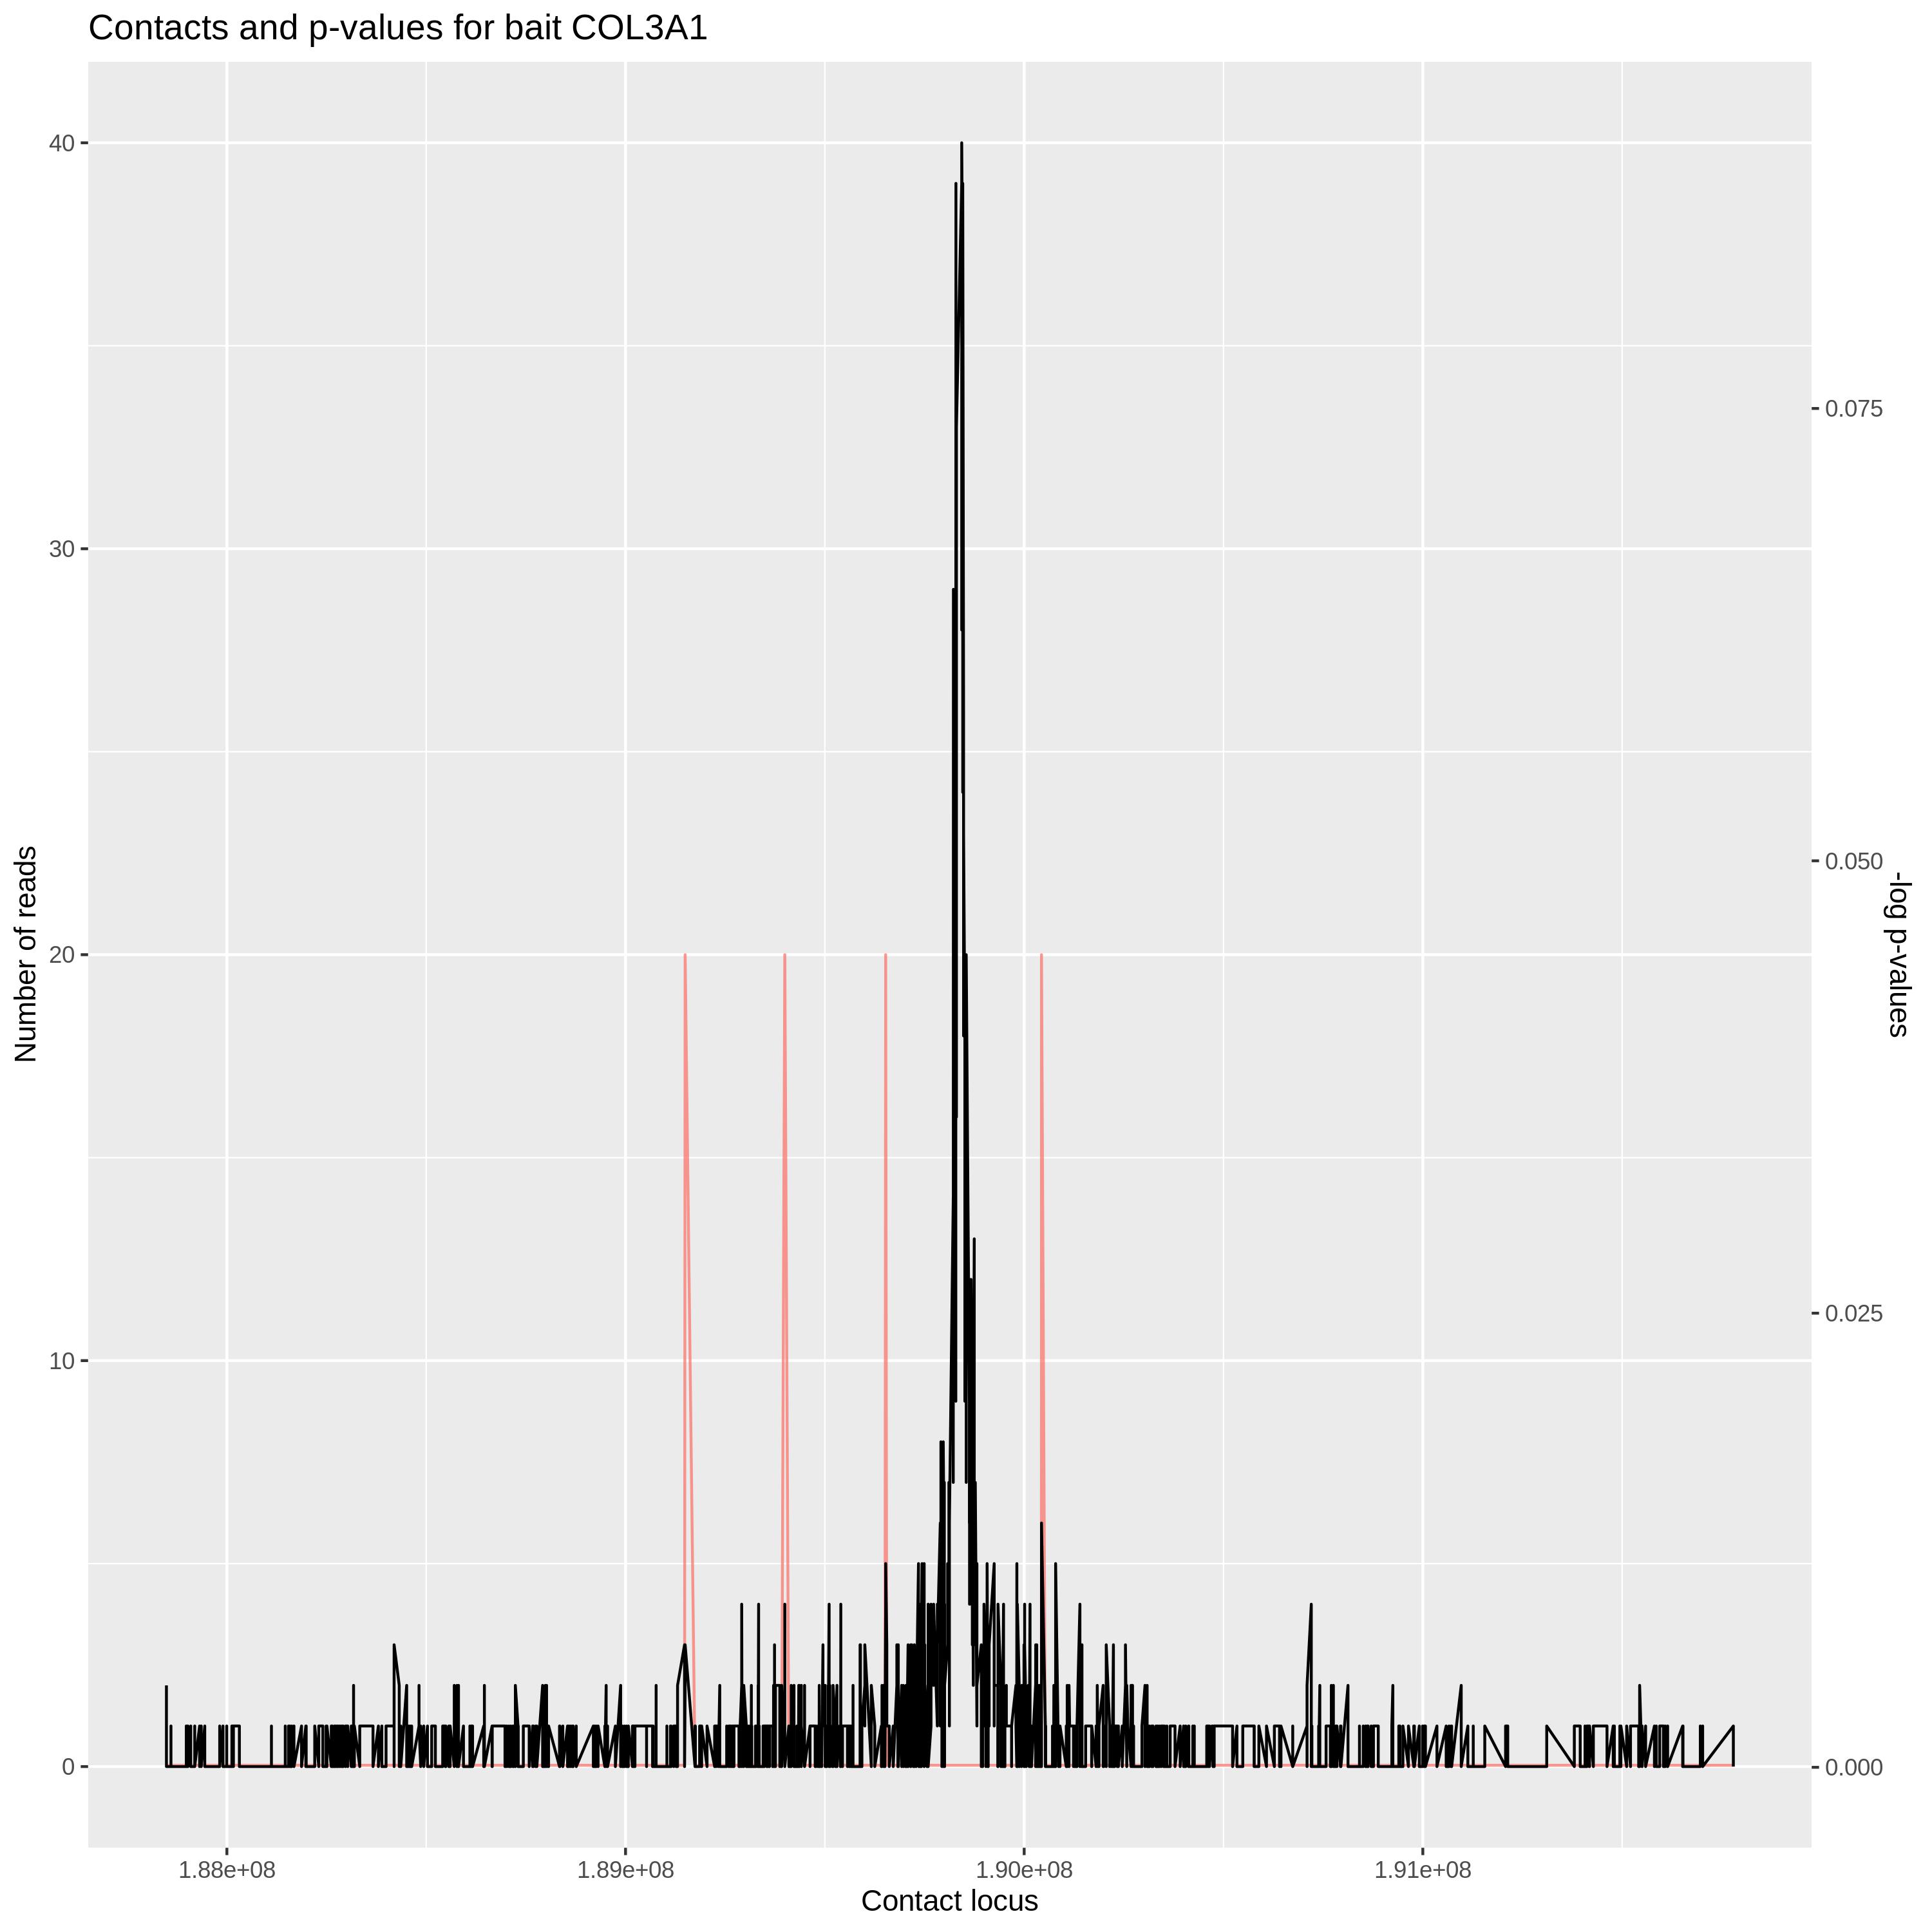 Contacts and p-values for bait COL3A1
Number of reads
40
30
20
10
0
0.075
0.050
0.025
0.000
-log p-values
1.88e+08
1.89e+08
1.90e+08
1.91e+08
Contact locus